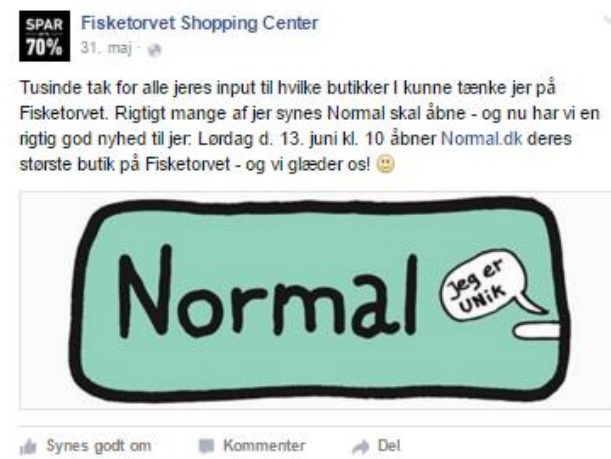 SPAR
70%
Fisketorvet Shopping Center
31. maj ·
Tusinde tak for alle jeres input til hvilke butikker I kunne tænke jer på
Fisketorvet. Rigtigt mange af jer synes Normal skal åbne - og nu har vi en
rigtig god nyhed til jer: Lørdag d. 13. juni kl. 10 åbner Normal.dk deres
største butik på Fisketorvet - og vi glæder os!
Normal
Jeg er
UNiK
Synes godt om Kommenter Del